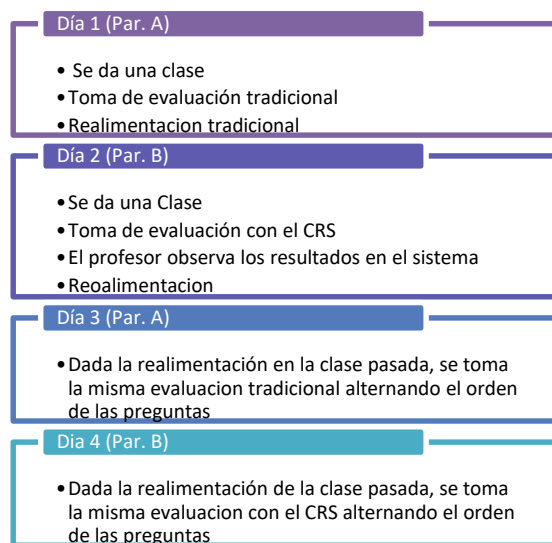 Día 1 (Par. A)
• Se da una clase
• Toma de evaluación tradicional
• Realimentacion tradicional
Día 2 (Par. B)
• Se da una Clase
• Toma de evaluación con el CRS
• El profesor observa los resultados en el sistema
• Reoalimentacion
Día 3 (Par. A)
• Dada la realimentación en la clase pasada, se toma
la misma evaluacion tradicional alternando el orden
de las preguntas
Dia 4 (Par. B)
• Dada la realimentación de la clase pasada, se toma
la misma evaluacion con el CRS alternando el orden
de las preguntas